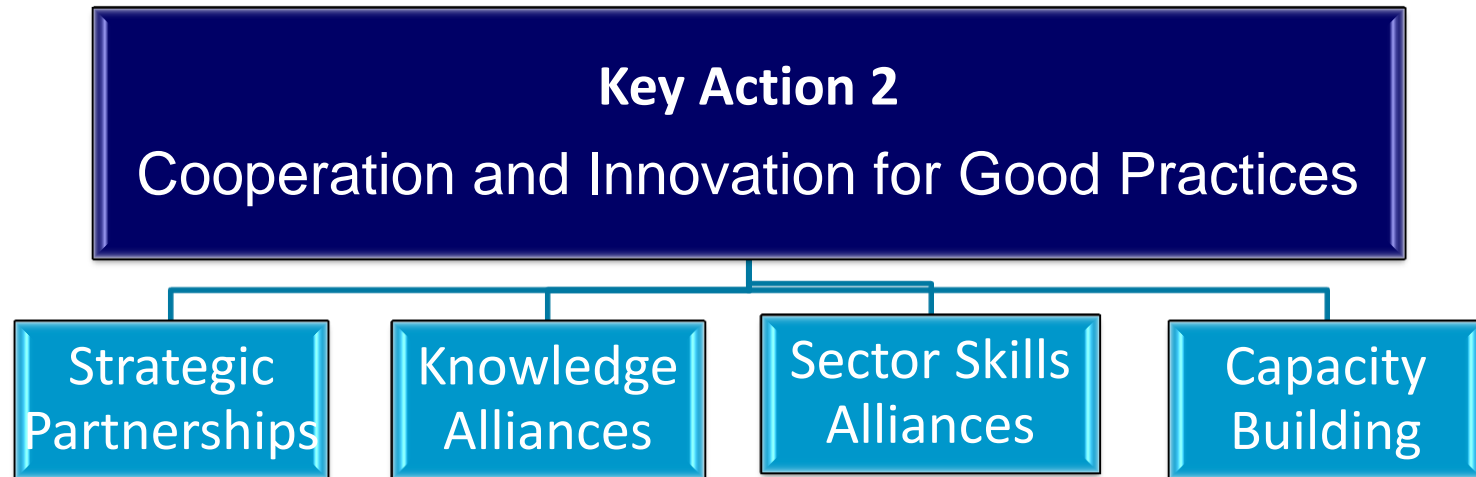 Key Action 2
Cooperation and Innovation for Good Practices
Strategic
Partnerships
Knowledge
Alliances
Sector Skills
Alliances
Capacity
Building